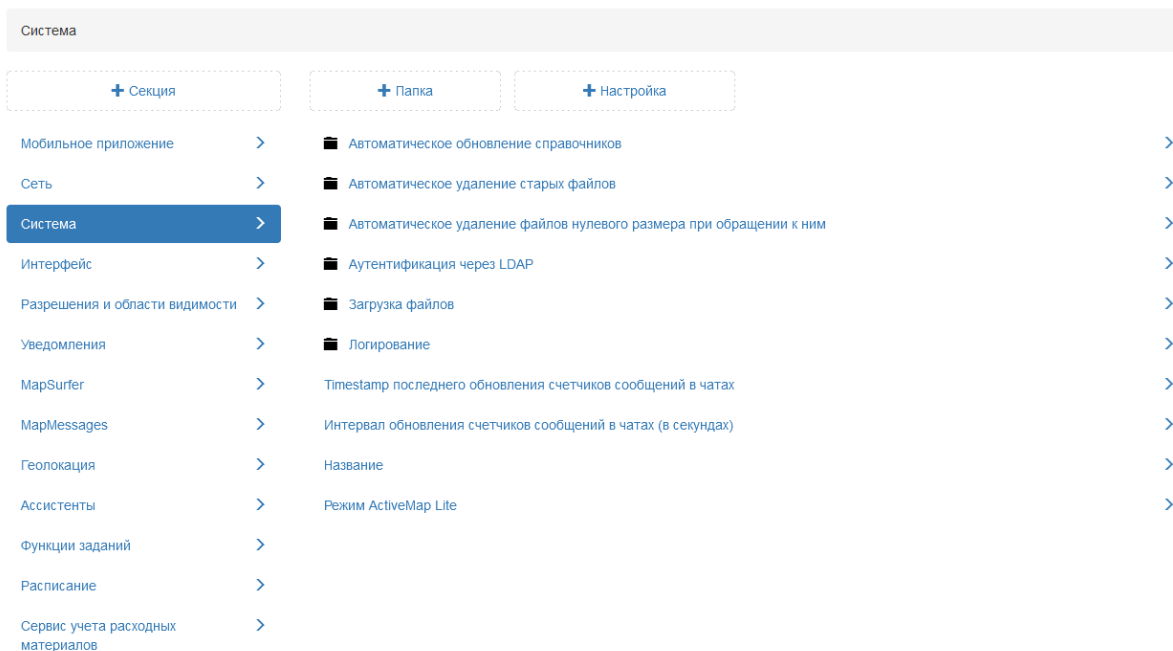 Система
Секция
Папка
Настройка
Мобильное приложение
Сеть
Система
Интерфейс
Разрешения и области видимости
Уведомления
MapSurfer
MapMessages
Геолокация
Ассистенты
Функции заданий
Расписание
Сервис учета расходных
материалов
Автоматическое обновление справочников
Автоматическое удаление старых файлов
Автоматическое удаление файлов нулевого размера при обращении к ним
Аутентификация через LDAP
Загрузка файлов
Логирование
Timestamp последнего обновления счетчиков сообщений в чатах
Интервал обновления счетчиков сообщений в чатах (в секундах)
Название
Режим ActiveMap Lite